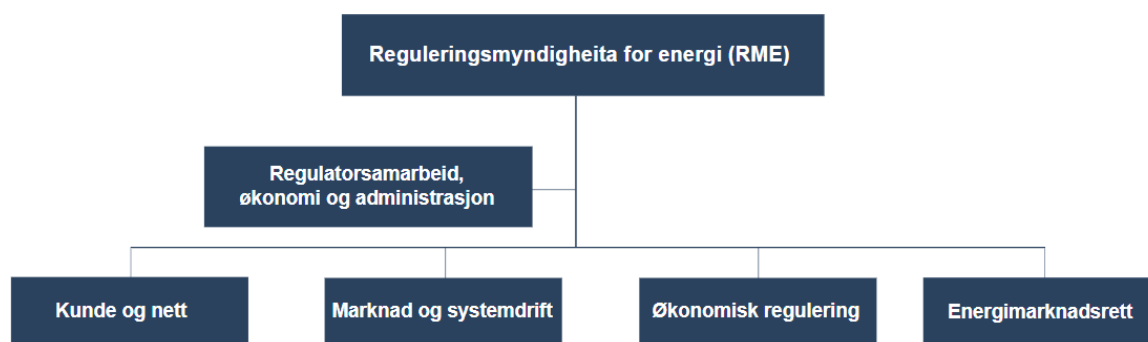 Reguleringsmyndigheita for energi (RME)
Regulatorsamarbeid,
økonomi og administrasjon
Kunde og nett
Marknad og systemdrift
Økonomisk regulering
Energimarknadsrett